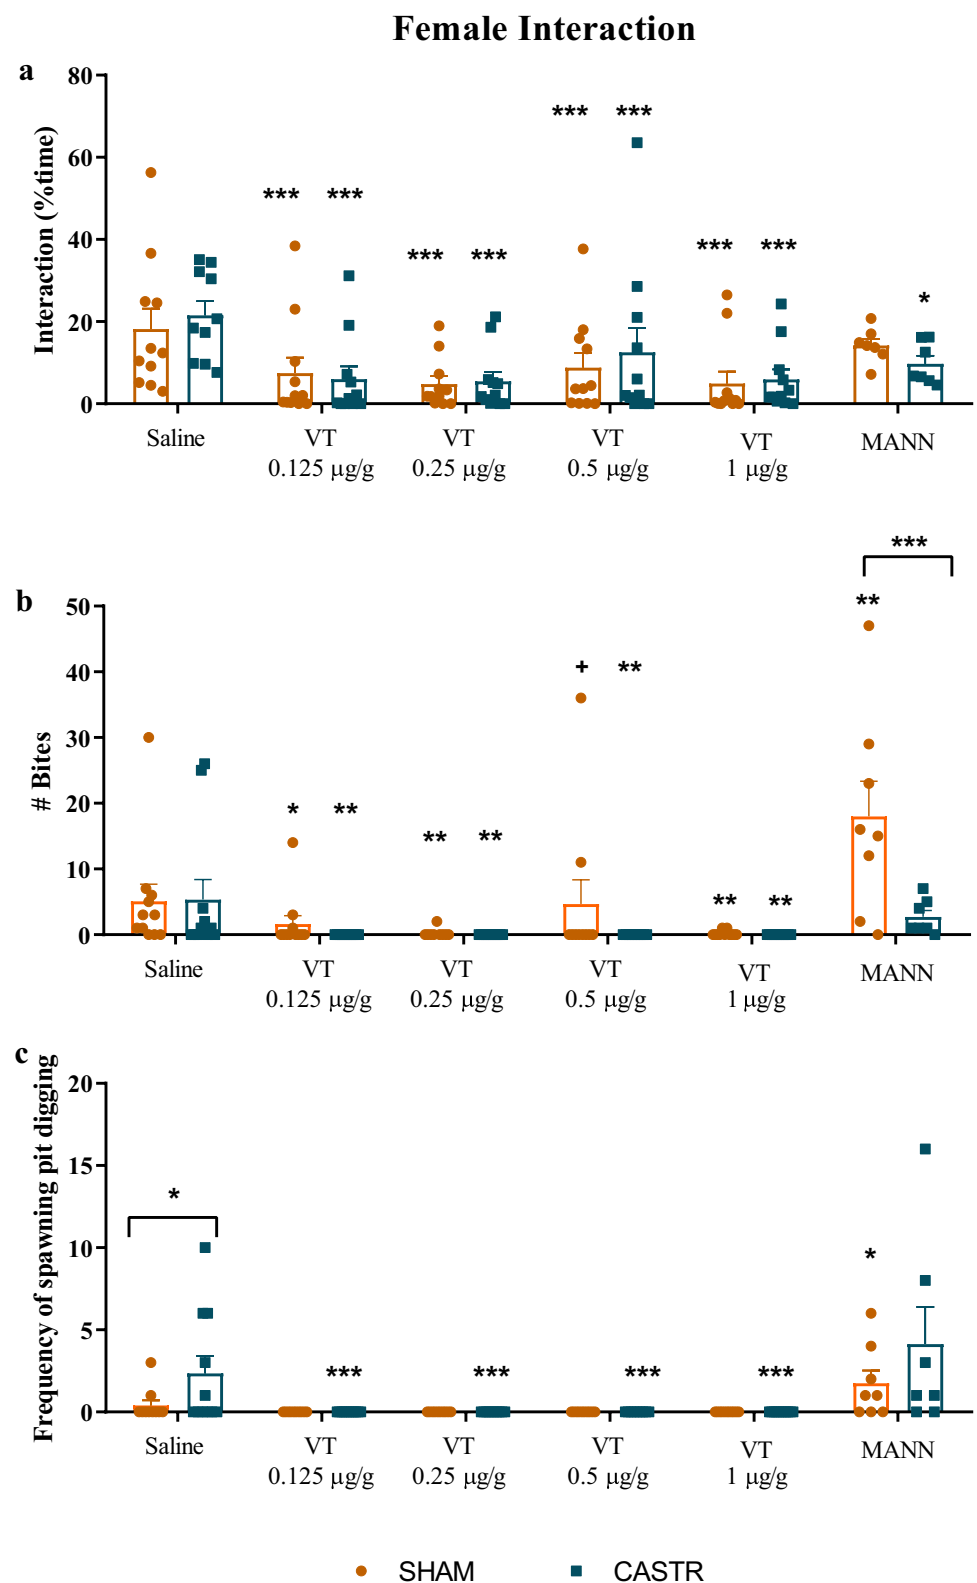 Female Interaction
a
Interaction (%time)
80
60
40
20
0
*** *** *** *** *** *** *** *** *
Saline VT VT VT VT MANN
0.125 μg/g 0.25 μg/g 0.5 μg/g 1 μg/g
b
# Bites
50
40
30
20
10
0
***
**
+ **
* ** ** ** ** **
Saline VT VT VT VT MANN
0.125 μg/g 0.25 μg/g 0.5 μg/g 1 μg/g
c
Frequency of spawning pit digging
20
15
10
5
0
* *** *** *** *** *
Saline VT VT VT VT MANN
0.125 μg/g 0.25 μg/g 0.5 μg/g 1 μg/g
SHAM CASTR